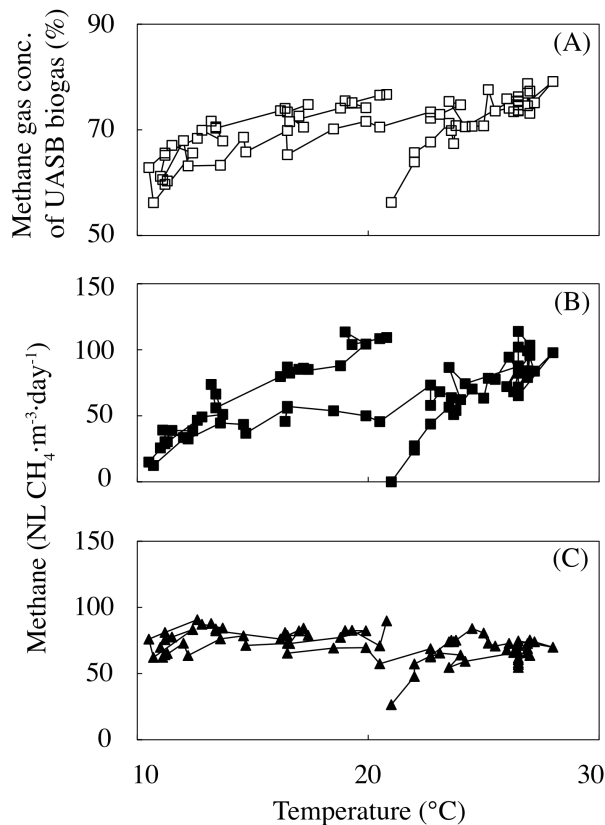 90
(A)
Methane gas conc.
of UASB biogas (%)
70
50
150
(B)
100
50
0
Methane (NL CH₄·m⁻³·day⁻¹)
150
(C)
100
50
0
10
20
30
Temperature (°C)